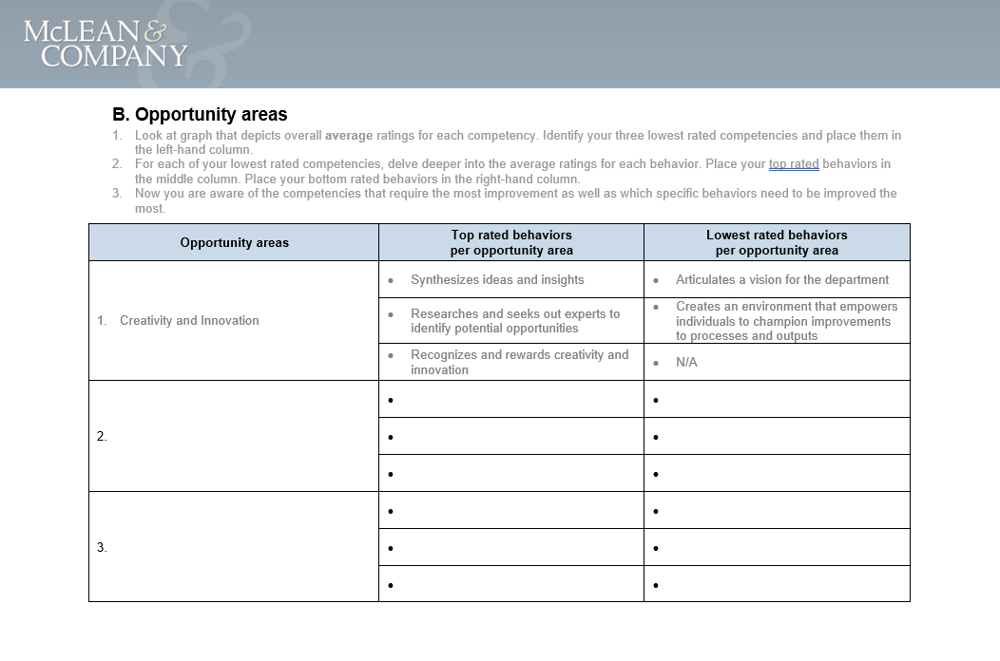 McLEAN &
COMPANY
B. Opportunity areas
1. Look at graph that depicts overall average ratings for each competency. Identify your three lowest rated competencies and place them in
the left-hand column.
2. For each of your lowest rated competencies, delve deeper into the average ratings for each behavior. Place your top rated behaviors in
the middle column. Place your bottom rated behaviors in the right-hand column.
3. Now you are aware of the competencies that require the most improvement as well as which specific behaviors need to be improved the
most.
Opportunity areas
Top rated behaviors
per opportunity area
Lowest rated behaviors
per opportunity area
1. Creativity and Innovation
• Synthesizes ideas and insights
• Articulates a vision for the department
• Researches and seeks out experts to
identify potential opportunities
• Creates an environment that empowers
individuals to champion improvements
to processes and outputs
• Recognizes and rewards creativity and
innovation
• N/A
2.
3.